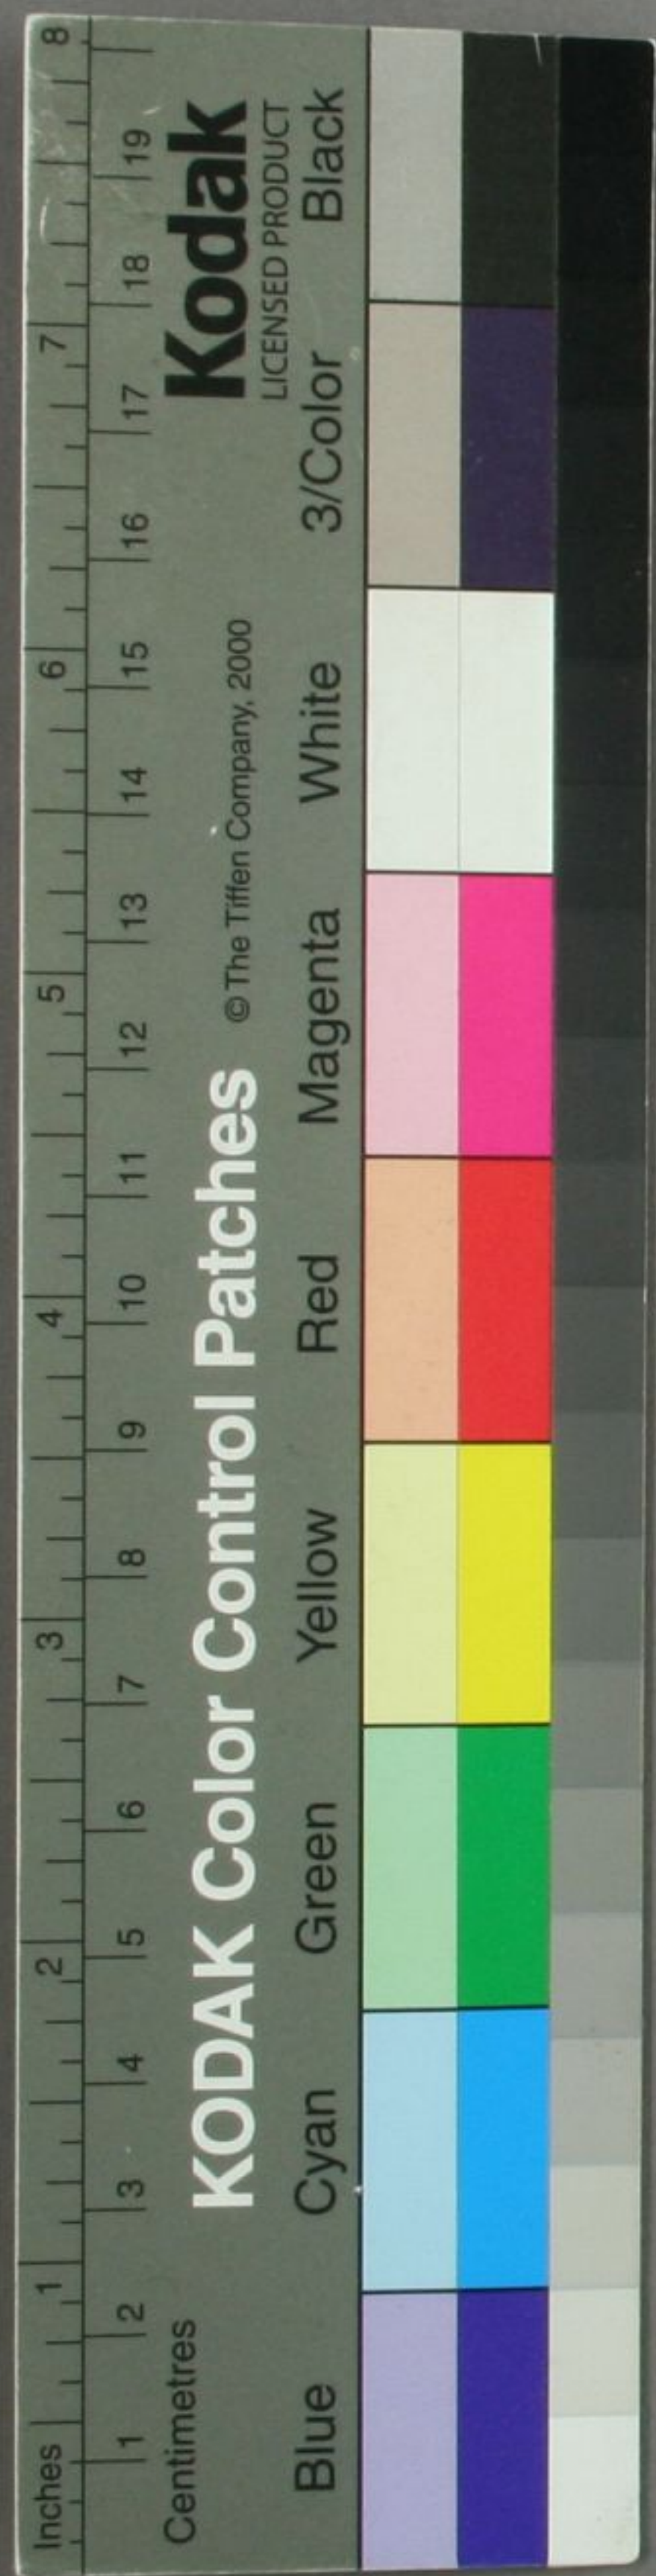 Inches 1 2 3 4 5 6 7 8
1 2 3 4 5 6 7 8 9 10 11 12 13 14 15 16 17 18 19
Centimetres
KODAK Color Control Patches
© The Tiffen Company, 2000
Kodak
LICENSED PRODUCT
Blue Cyan Green Yellow Red Magenta White 3/Color Black